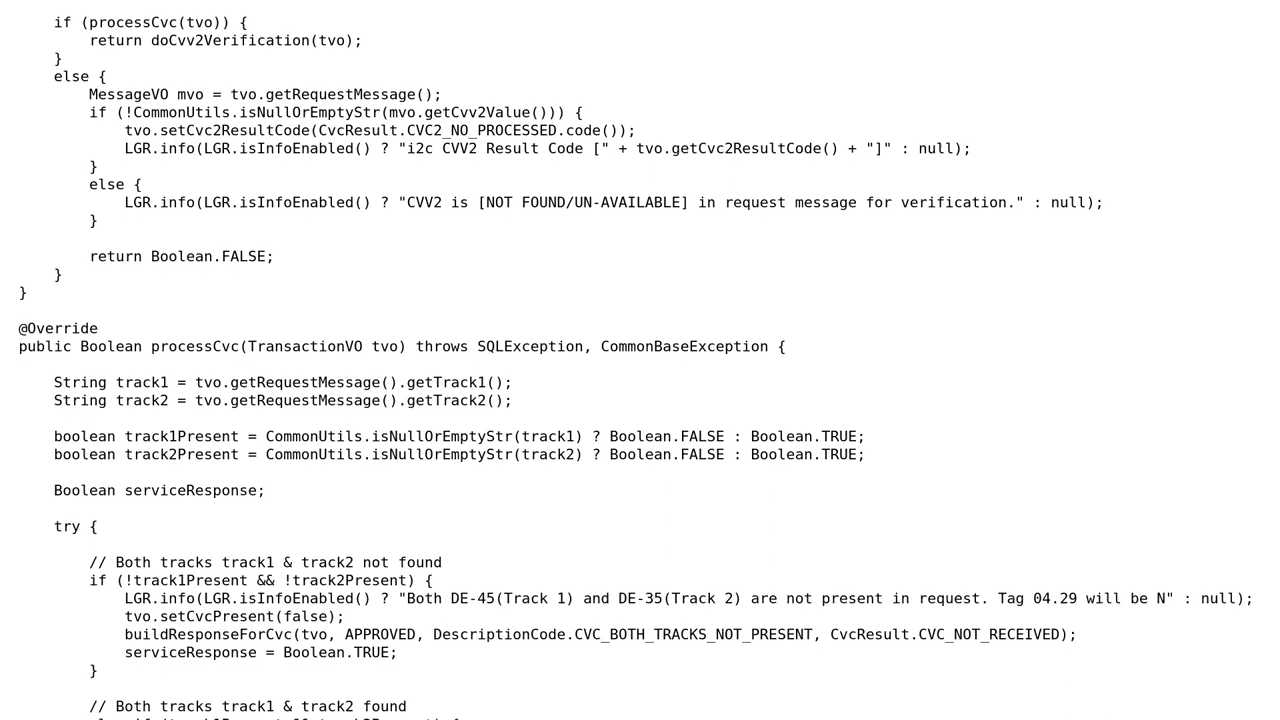 if (processCvc(tvo)) {
return doCvv2Verification(tvo);
}
else {
MessageVO mvo = tvo.getRequestMessage();
if (!CommonUtils.isNullOrEmptyStr(mvo.getCvv2Value())) {
tvo.setCvc2ResultCode(CvcResult.CVC2_NO_PROCESSED.code());
LGR.info(LGR.isInfoEnabled() ? "i2c CVV2 Result Code [" + tvo.getCvc2ResultCode() + "]" : null);
}
else {
LGR.info(LGR.isInfoEnabled() ? "CVV2 is [NOT FOUND/UN-AVAILABLE] in request message for verification." : null);
}
return Boolean.FALSE;
}
}
@Override
public Boolean processCvc(TransactionVO tvo) throws SQLException, CommonBaseException {
String track1 = tvo.getRequestMessage().getTrack1();
String track2 = tvo.getRequestMessage().getTrack2();
boolean track1Present = CommonUtils.isNullOrEmptyStr(track1) ? Boolean.FALSE : Boolean.TRUE;
boolean track2Present = CommonUtils.isNullOrEmptyStr(track2) ? Boolean.FALSE : Boolean.TRUE;
Boolean serviceResponse;
try {
// Both tracks track1 & track2 not found
if (!track1Present && !track2Present) {
LGR.info(LGR.isInfoEnabled() ? "Both DE-45(Track 1) and DE-35(Track 2) are not present in request. Tag 04.29 will be N" : null);
tvo.setCvcPresent(false);
buildResponseForCvc(tvo, APPROVED, DescriptionCode.CVC_BOTH_TRACKS_NOT_PRESENT, CvcResult.CVC_NOT_RECEIVED);
serviceResponse = Boolean.TRUE;
}
// Both tracks track1 & track2 found